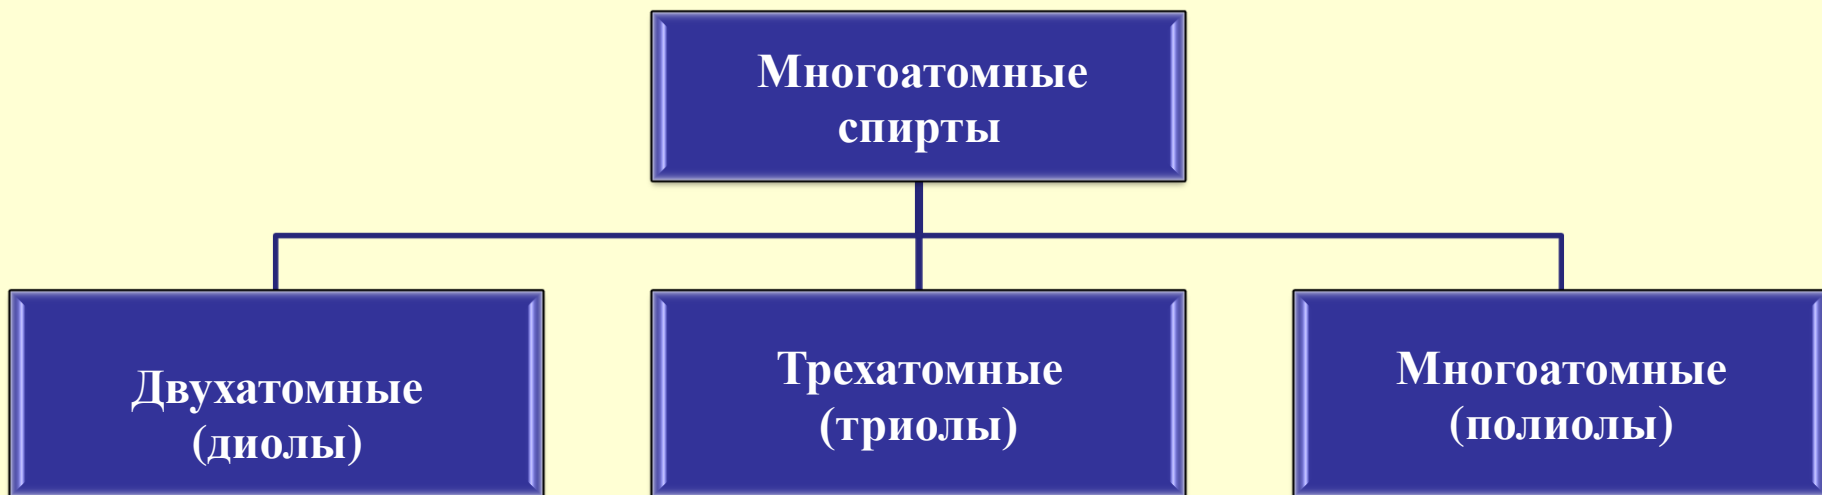 Многоатомные
спирты
Двухатомные
(диолы)
Трехатомные
(триолы)
Многоатомные
(полиолы)